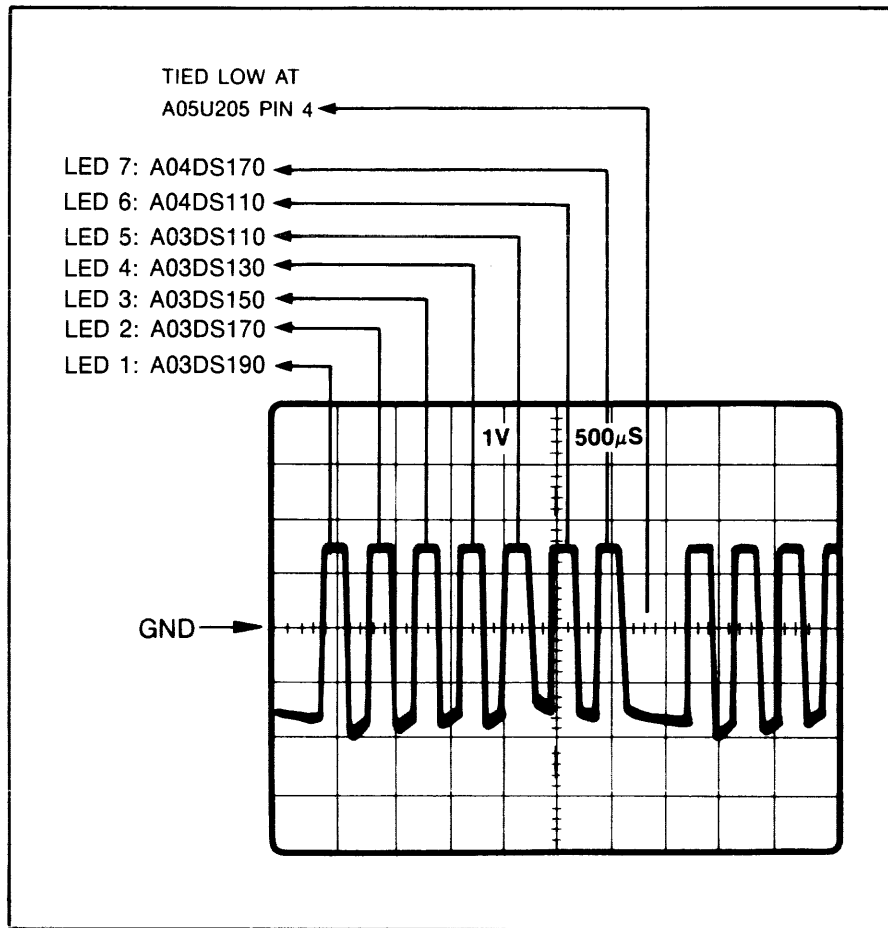 TIED LOW AT
A05U205 PIN 4
LED 7: A04DS170
LED 6: A04DS110
LED 5: A03DS110
LED 4: A03DS130
LED 3: A03DS150
LED 2: A03DS170
LED 1: A03DS190
1V 500μS
GND